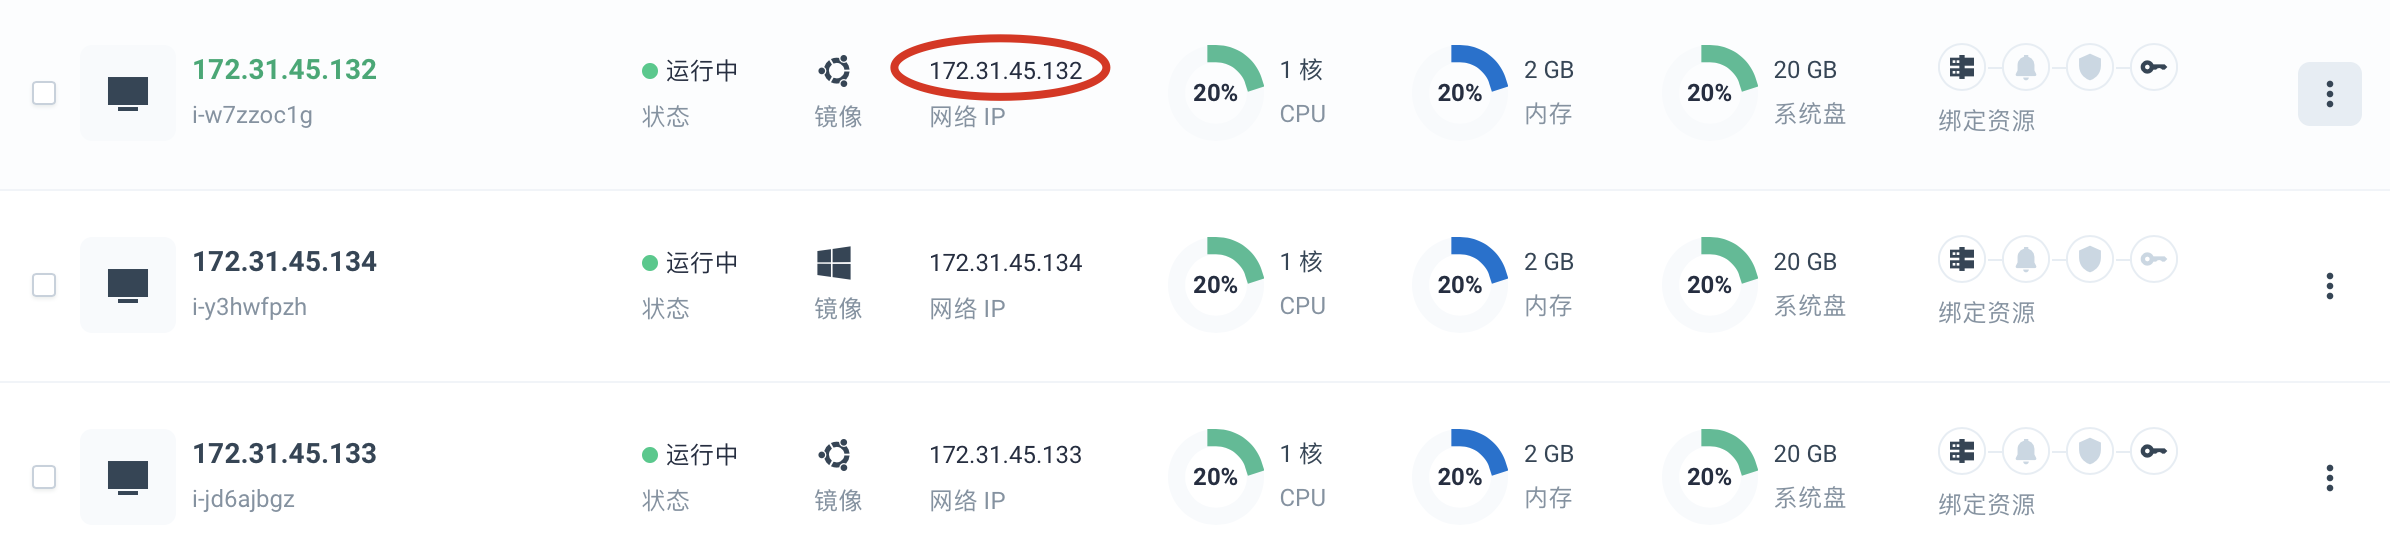 172.31.45.132
i-w7zzoc1g
运行中
状态
镜像
172.31.45.132
网络 IP
20%
1 核
CPU
20%
2 GB
内存
20%
20 GB
系统盘
绑定资源
172.31.45.134
i-y3hwfpzh
运行中
状态
镜像
172.31.45.134
网络 IP
20%
1 核
CPU
20%
2 GB
内存
20%
20 GB
系统盘
绑定资源
172.31.45.133
i-jd6ajbgz
运行中
状态
镜像
172.31.45.133
网络 IP
20%
1 核
CPU
20%
2 GB
内存
20%
20 GB
系统盘
绑定资源